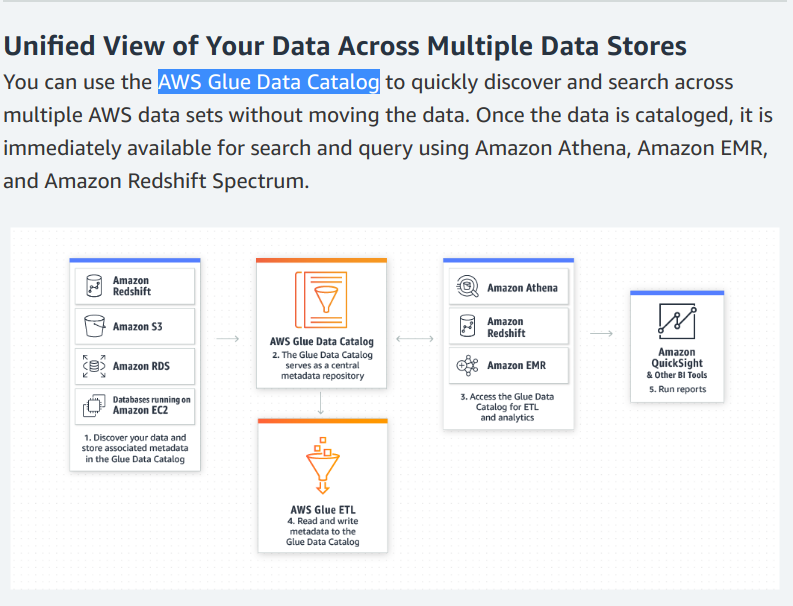 Unified View of Your Data Across Multiple Data Stores
You can use the AWS Glue Data Catalog to quickly discover and search across
multiple AWS data sets without moving the data. Once the data is cataloged, it is
immediately available for search and query using Amazon Athena, Amazon EMR,
and Amazon Redshift Spectrum.
Amazon
Redshift
Amazon S3
Amazon RDS
Databases running on
Amazon EC2
1. Discover your data and
store associated metadata
in the Glue Data Catalog
AWS Glue Data Catalog
2. The Glue Data Catalog
serves as a central
metadata repository
AWS Glue ETL
4. Read and write
metadata to the
Glue Data Catalog
Amazon Athena
Amazon
Redshift
Amazon EMR
3. Access the Glue Data
Catalog for ETL
and analytics
Amazon
QuickSight
& Other BI Tools
5. Run reports